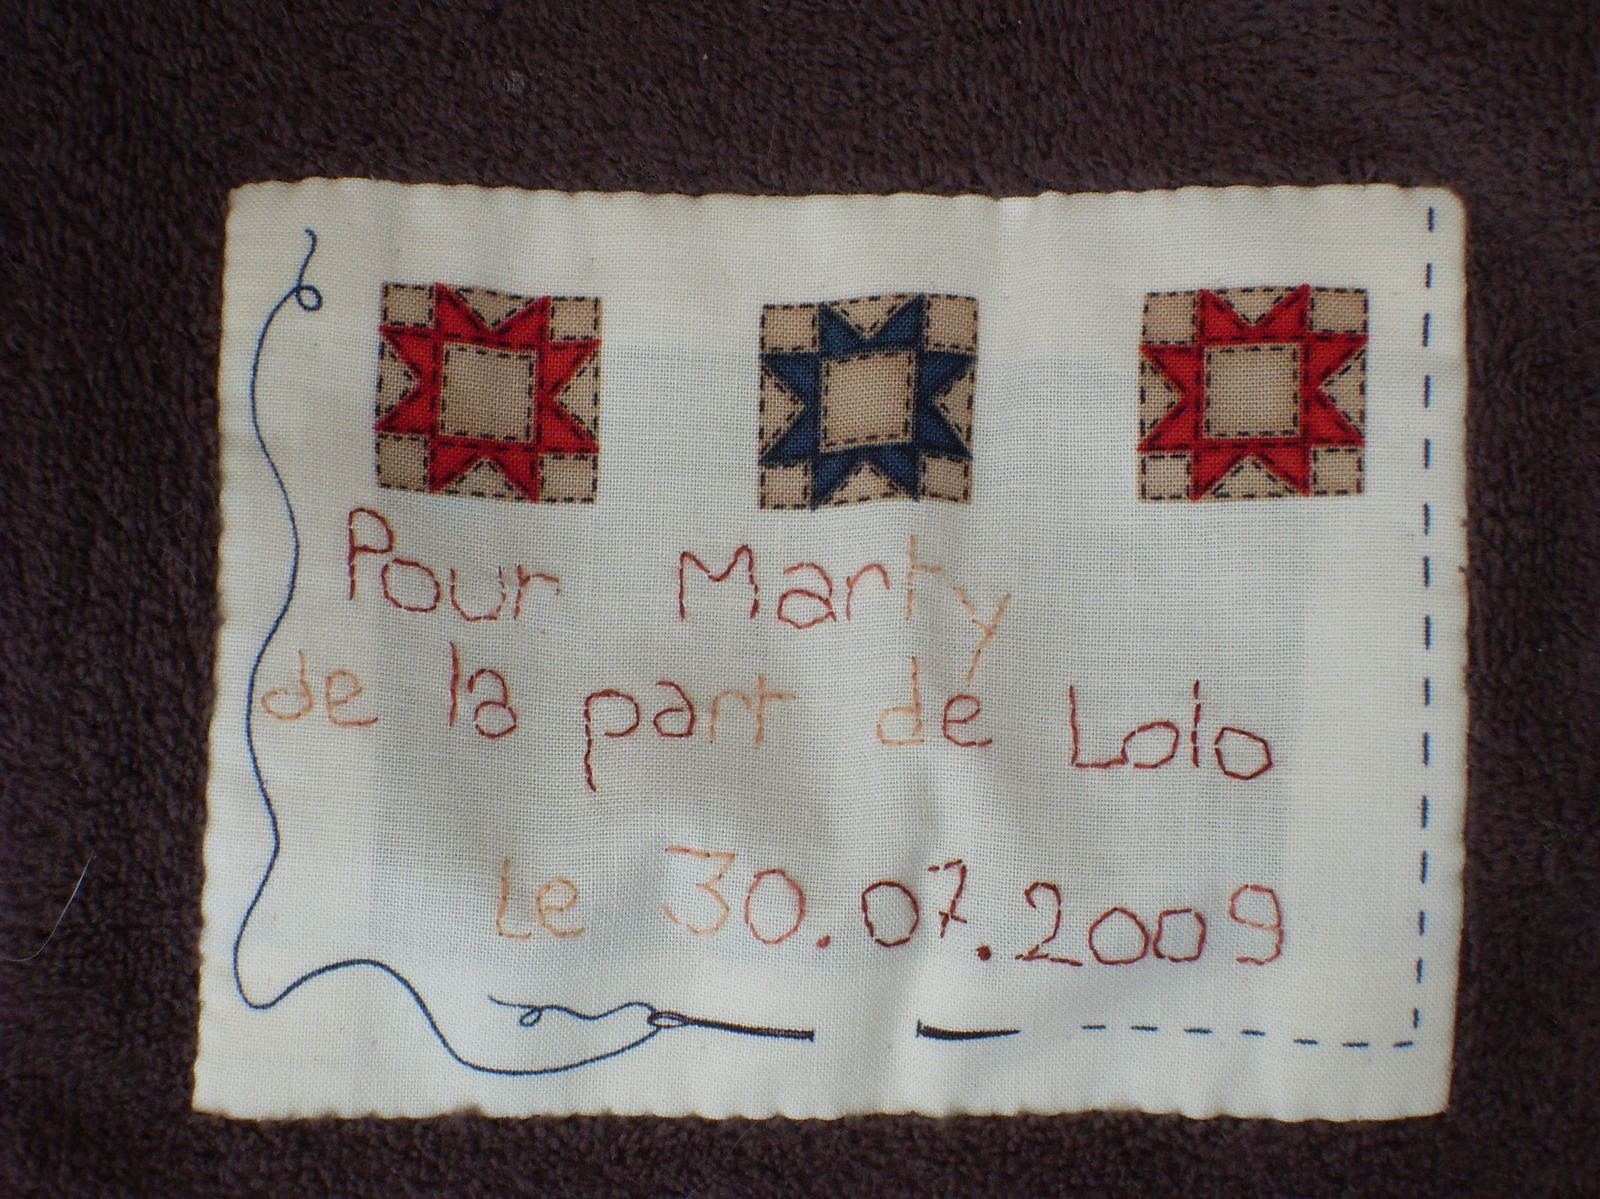 Pour Marty
de la part de Lolo
Le 30.07.2009